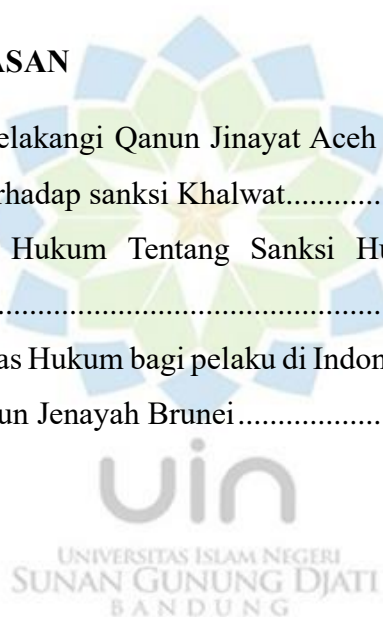 ASAN
elakangi Qanun Jinayat Aceh
rhadap sanksi Khalwat..................
Hukum Tentang Sanksi Hu
..................................................
as Hukum bagi pelaku di Indon
un Jenayah Brunei.....................
uin
UNIVERSITAS ISLAM NEGERI
SUNAN GUNUNG DJATI
BANDUNG